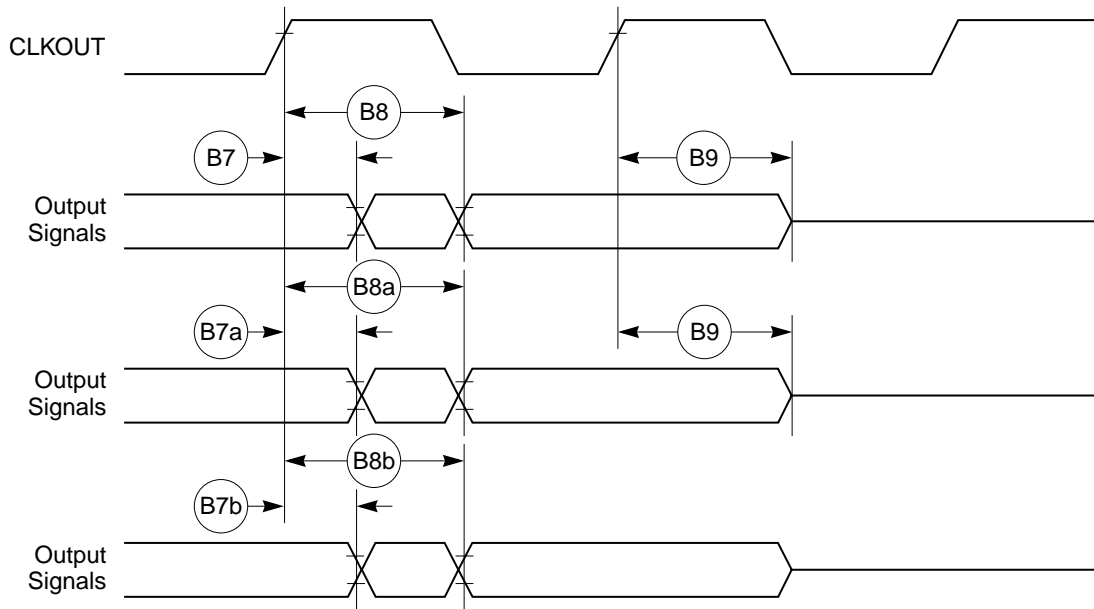 CLKOUT
B8
B7
B9
Output
Signals
B8a
B7a
B9
Output
Signals
B8b
B7b
Output
Signals